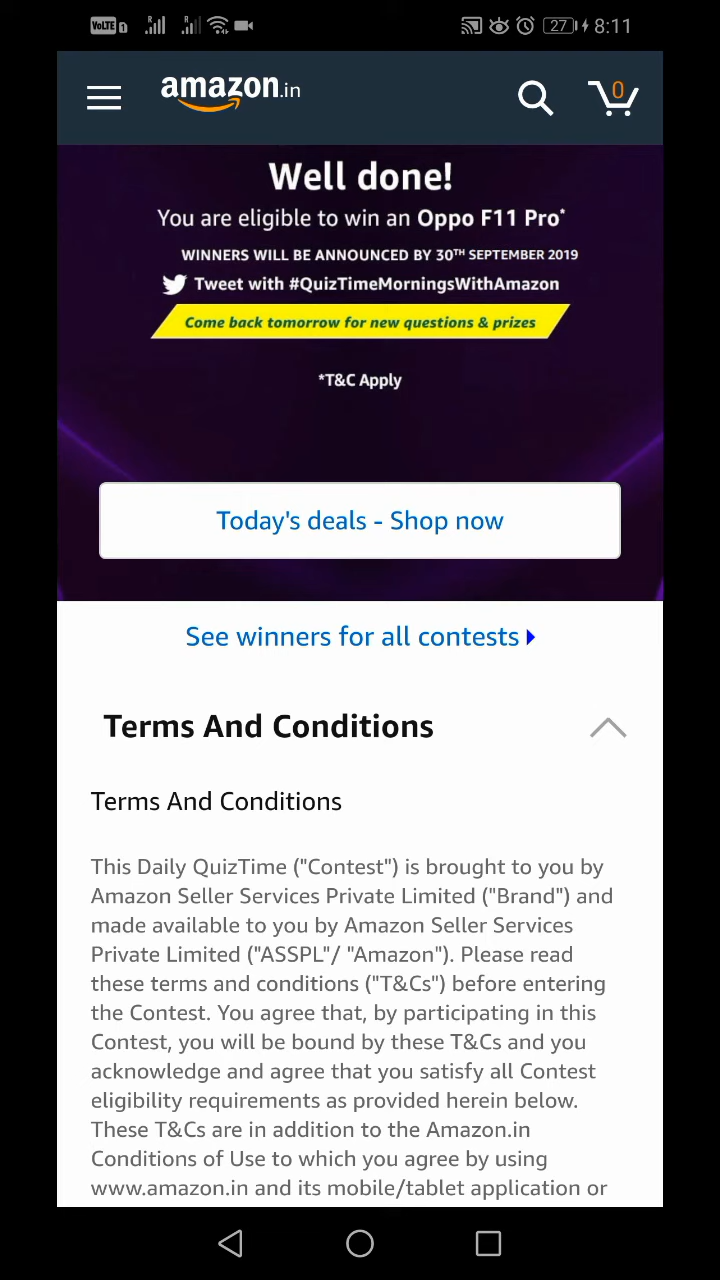 VoLTE 1 R R 27 8:11
amazon.in 0
Well done!
You are eligible to win an Oppo F11 Pro*
WINNERS WILL BE ANNOUNCED BY 30TH SEPTEMBER 2019
Tweet with #QuizTimeMorningsWithAmazon
Come back tomorrow for new questions & prizes
*T&C Apply
Today's deals - Shop now
See winners for all contests
Terms And Conditions
Terms And Conditions
This Daily QuizTime ("Contest") is brought to you by
Amazon Seller Services Private Limited ("Brand") and
made available to you by Amazon Seller Services
Private Limited ("ASSPL"/ "Amazon"). Please read
these terms and conditions ("T&Cs") before entering
the Contest. You agree that, by participating in this
Contest, you will be bound by these T&Cs and you
acknowledge and agree that you satisfy all Contest
eligibility requirements as provided herein below.
These T&Cs are in addition to the Amazon.in
Conditions of Use to which you agree by using
www.amazon.in and its mobile/tablet application or